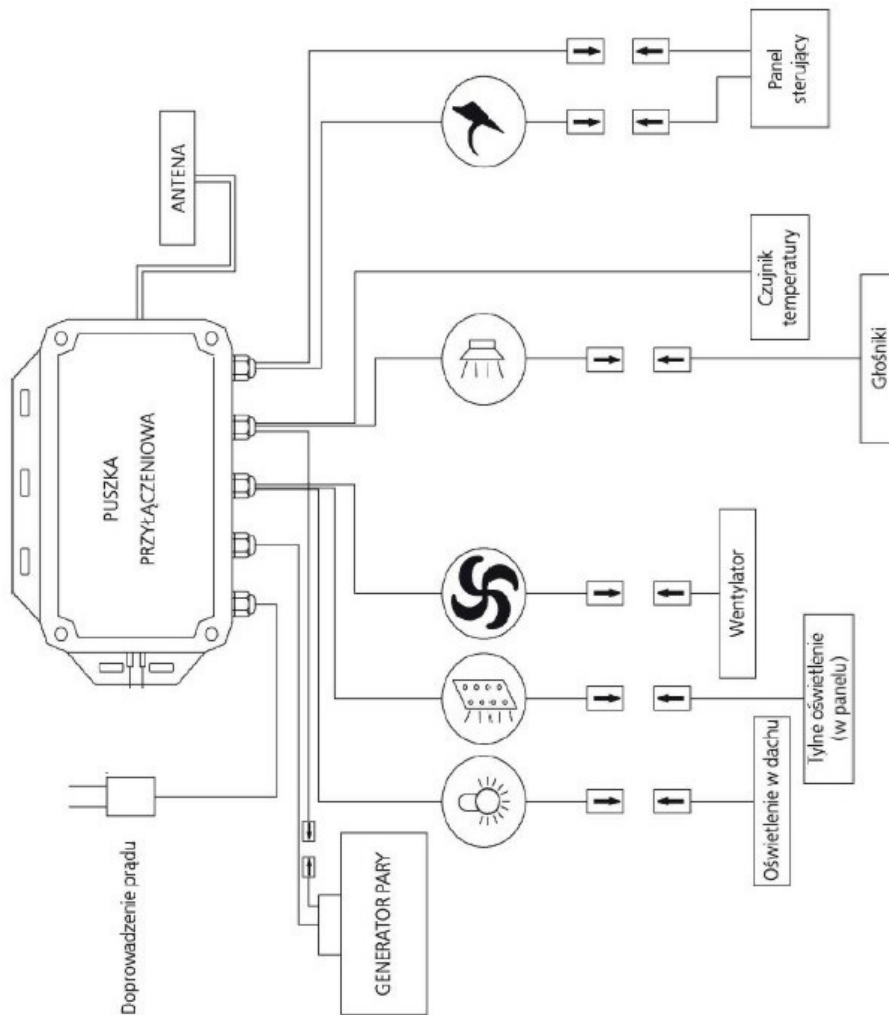 Doprowadzenie prądu
PUSZKA
PRZYŁĄCZENIOWA
ANTENA
GENERATOR PARY
Oświetlenie w dachu
Tylne oświetlenie
(w panelu)
Wentylator
Głośniki
Czujnik
temperatury
Panel
sterujący